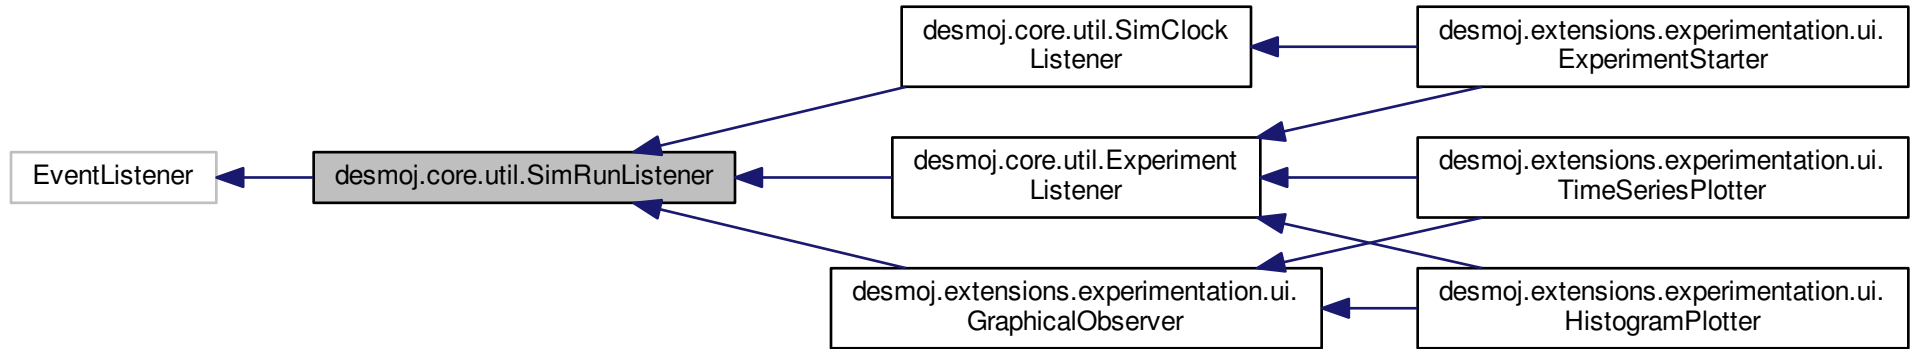 EventListener
desmoj.core.util.SimRunListener
desmoj.core.util.SimClock
Listener
desmoj.core.util.Experiment
Listener
desmoj.extensions.experimentation.ui.
GraphicalObserver
desmoj.extensions.experimentation.ui.
ExperimentStarter
desmoj.extensions.experimentation.ui.
TimeSeriesPlotter
desmoj.extensions.experimentation.ui.
HistogramPlotter